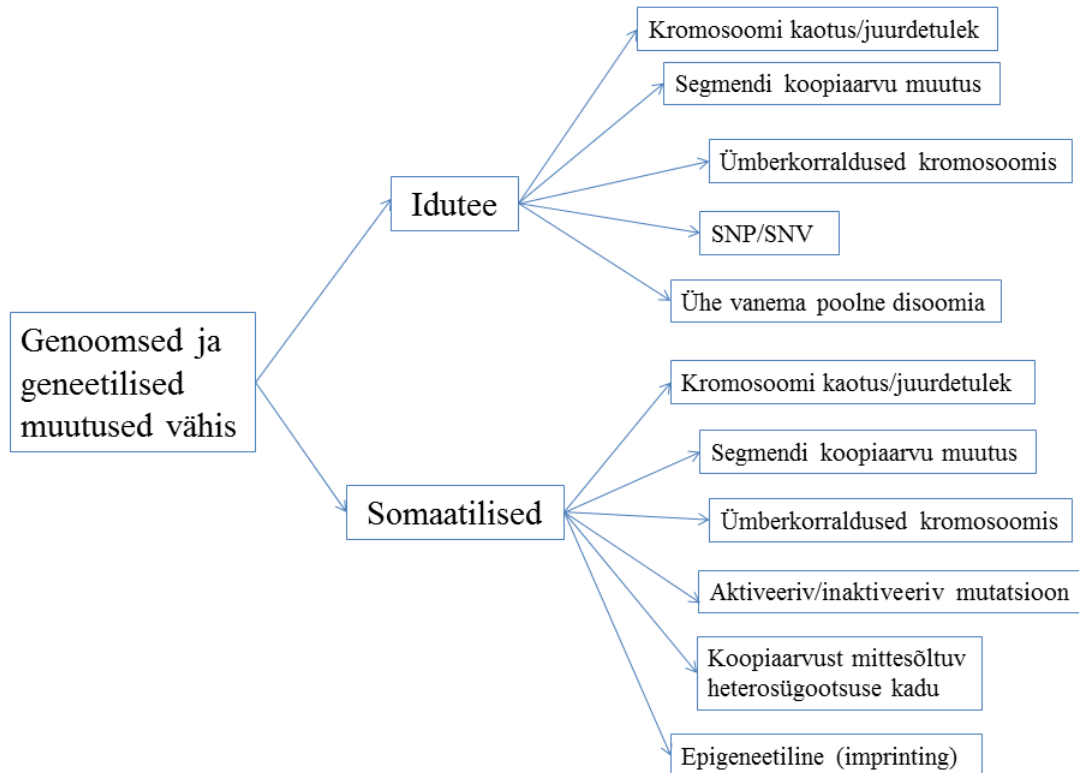 Genoomsed ja
geneetilised
muutused vähis
Idutee
Kromosoomi kaotus/juurdetulek
Segmendi koopiaarvu muutus
Ümberkorraldused kromosoomis
SNP/SNV
Ühe vanema poolne disoomia
Somaatilised
Kromosoomi kaotus/juurdetulek
Segmendi koopiaarvu muutus
Ümberkorraldused kromosoomis
Aktiveeriv/inaktiveeriv mutatsioon
Koopiaarvust mittesõltuv
heterosügootsuse kadu
Epigeneetiline (imprinting)